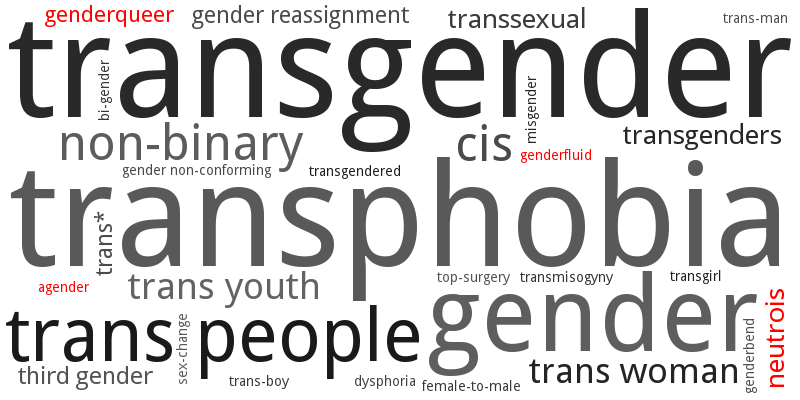 genderqueer
gender reassignment
transsexual
trans-man
transgender
bi-gender
misgender
non-binary
cis
transgenders
genderfluid
gender non-conforming
transgendered
transphobia
trans*
agender
trans youth
top-surgery
transmisogyny
transgirl
gender
neutrois
trans people
sex-change
genderbend
third gender
trans-boy
dysphoria
female-to-male
trans woman